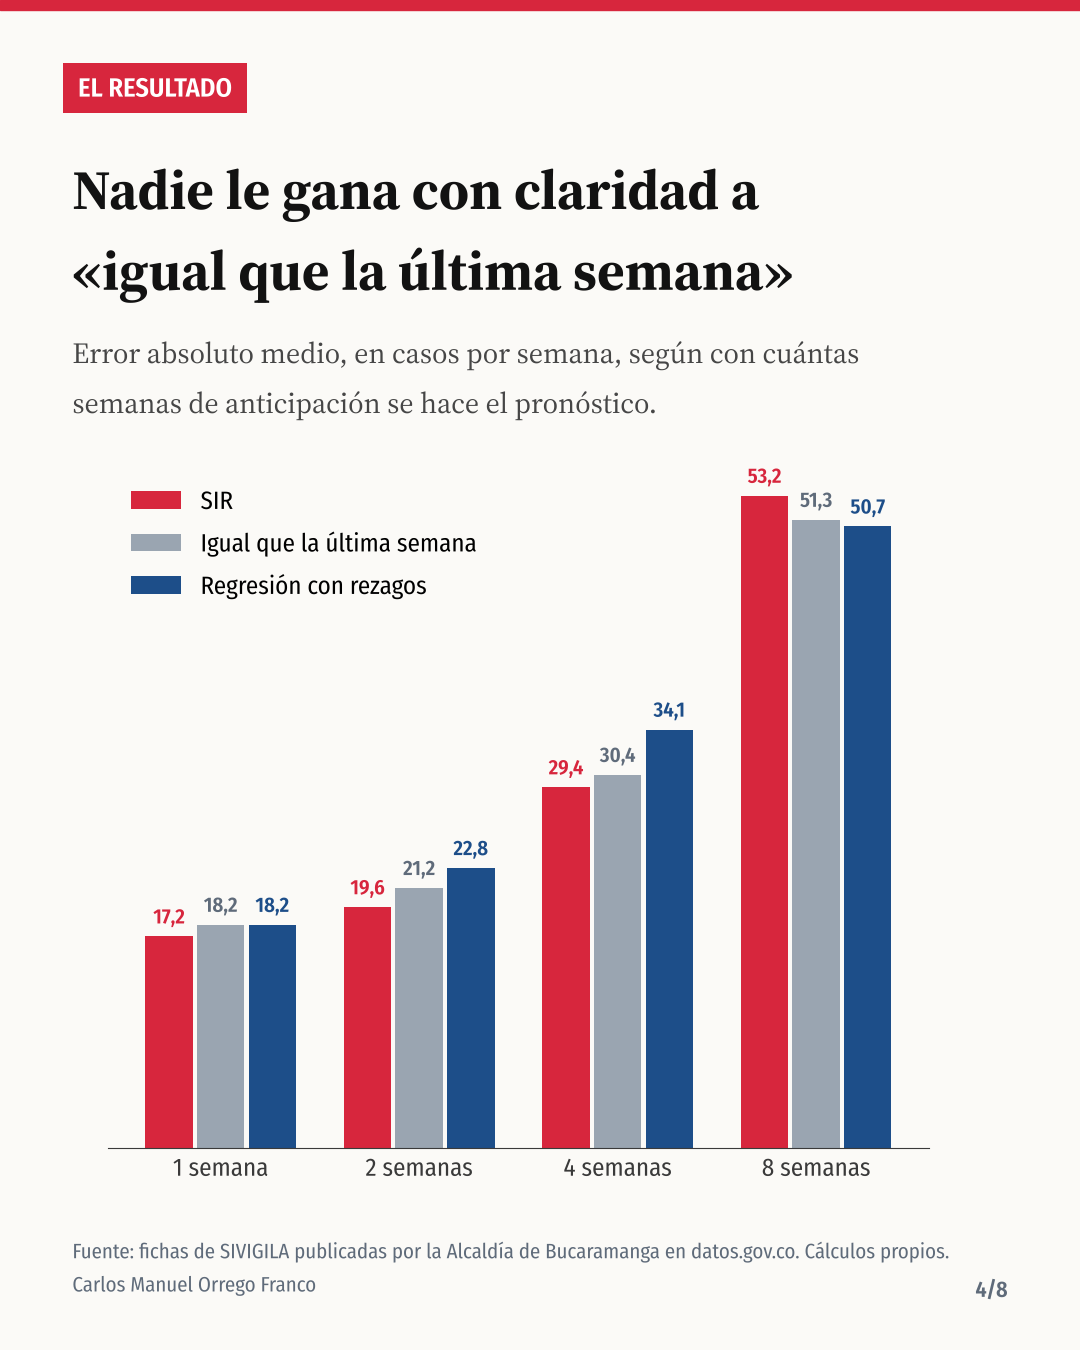 EL RESULTADO
Nadie le gana con claridad a
«igual que la última semana»
Error absoluto medio, en casos por semana, según con cuántas
semanas de anticipación se hace el pronóstico.
SIR
Igual que la última semana
Regresión con rezagos
17,2 18,2 18,2
19,6 21,2 22,8
29,4 30,4 34,1
53,2 51,3 50,7
1 semana 2 semanas 4 semanas 8 semanas
Fuente: fichas de SIVIGILA publicadas por la Alcaldía de Bucaramanga en datos.gov.co. Cálculos propios.
Carlos Manuel Orrego Franco
4/8